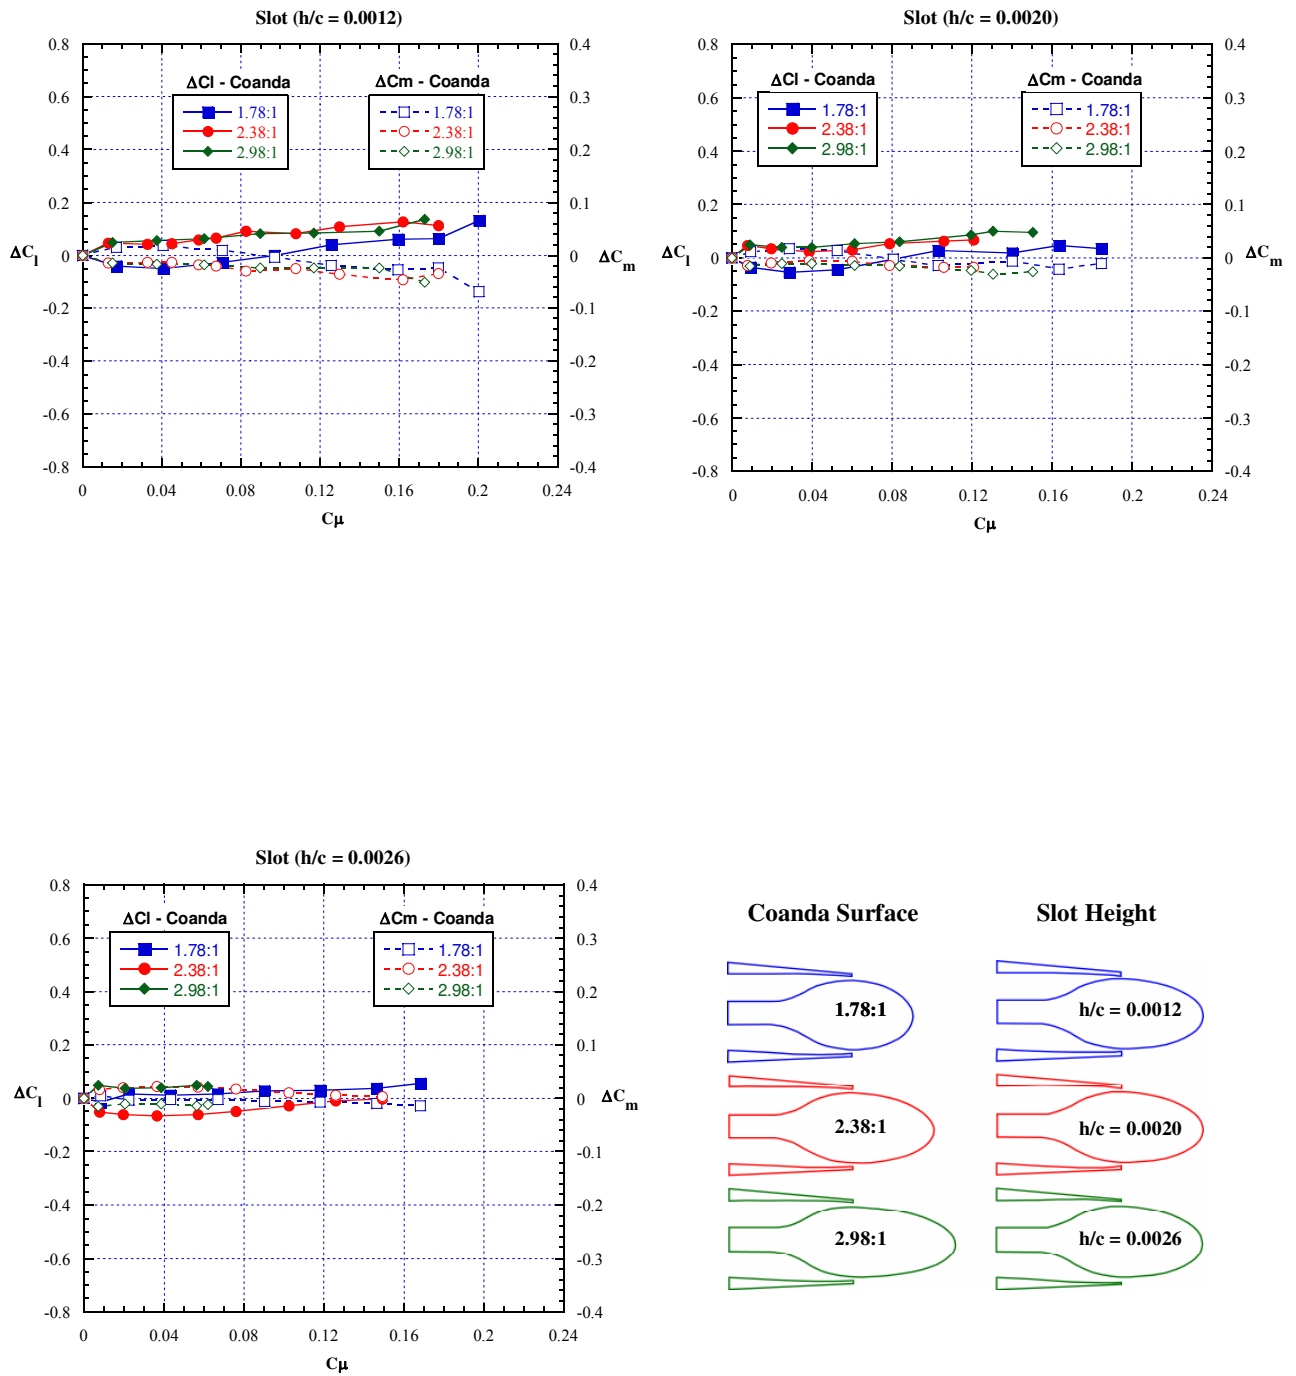 Slot (h/c = 0.0012)
0.8
0.6
0.4
0.2
0
-0.2
-0.4
-0.6
-0.8
ΔCl
ΔCl - Coanda
1.78:1
2.38:1
2.98:1
ΔCm - Coanda
1.78:1
2.38:1
2.98:1
0.4
0.3
0.2
0.1
0
-0.1
-0.2
-0.3
-0.4
ΔCm
0 0.04 0.08 0.12 0.16 0.2 0.24
Cμ
Slot (h/c = 0.0020)
0.8
0.6
0.4
0.2
0
-0.2
-0.4
-0.6
-0.8
ΔCl
ΔCl - Coanda
1.78:1
2.38:1
2.98:1
ΔCm - Coanda
1.78:1
2.38:1
2.98:1
0.4
0.3
0.2
0.1
0
-0.1
-0.2
-0.3
-0.4
ΔCm
0 0.04 0.08 0.12 0.16 0.2 0.24
Cμ
Slot (h/c = 0.0026)
0.8
0.6
0.4
0.2
0
-0.2
-0.4
-0.6
-0.8
ΔCl
ΔCl - Coanda
1.78:1
2.38:1
2.98:1
ΔCm - Coanda
1.78:1
2.38:1
2.98:1
0.4
0.3
0.2
0.1
0
-0.1
-0.2
-0.3
-0.4
ΔCm
0 0.04 0.08 0.12 0.16 0.2 0.24
Cμ
Coanda Surface
1.78:1
2.38:1
2.98:1
Slot Height
h/c = 0.0012
h/c = 0.0020
h/c = 0.0026